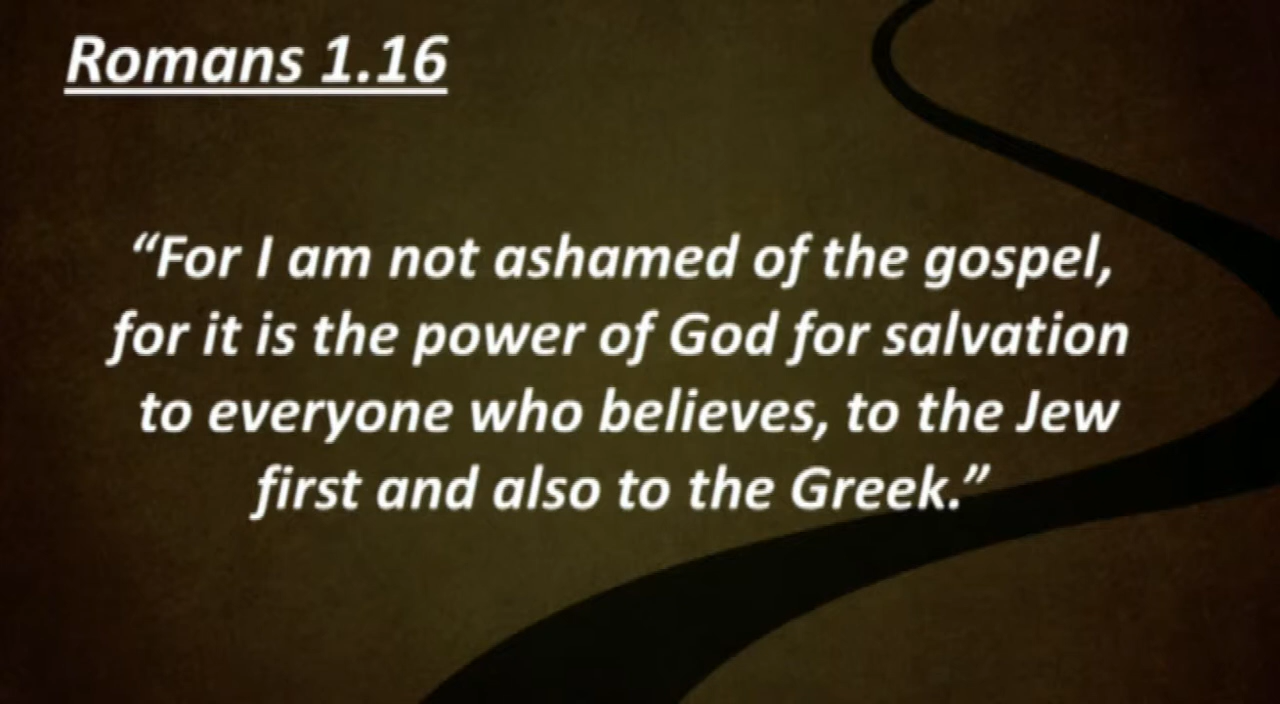 Romans 1.16
“For I am not ashamed of the gospel,
for it is the power of God for salvation
to everyone who believes, to the Jew
first and also to the Greek.”